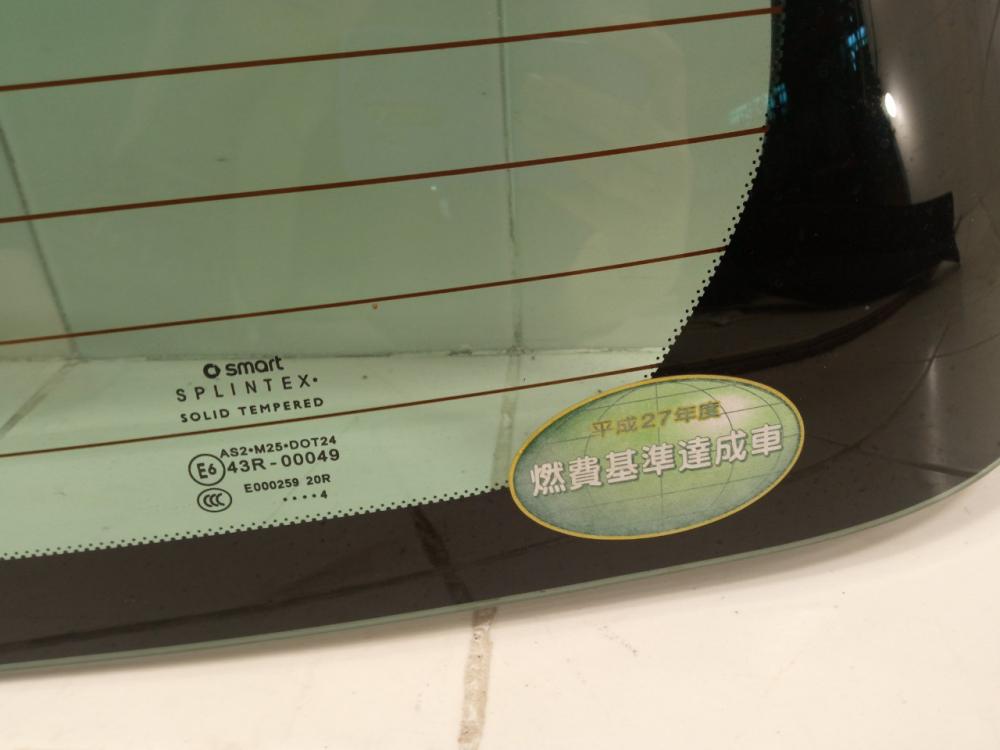 smart
SPLINTEX•
SOLID TEMPERED
AS2•M25•DOT24
E6 43R-00049
CCC E000259 20R
••••4
平成27年度
燃費基準達成車